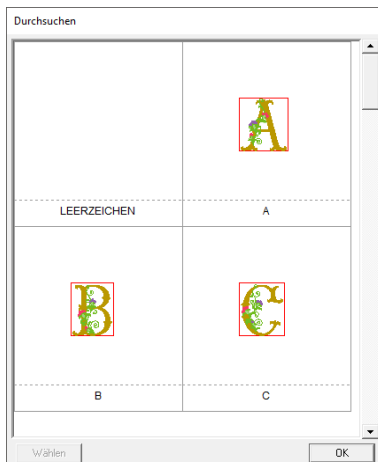 Durchsuchen
A
LEERZEICHEN A
B C
B C
Wählen OK